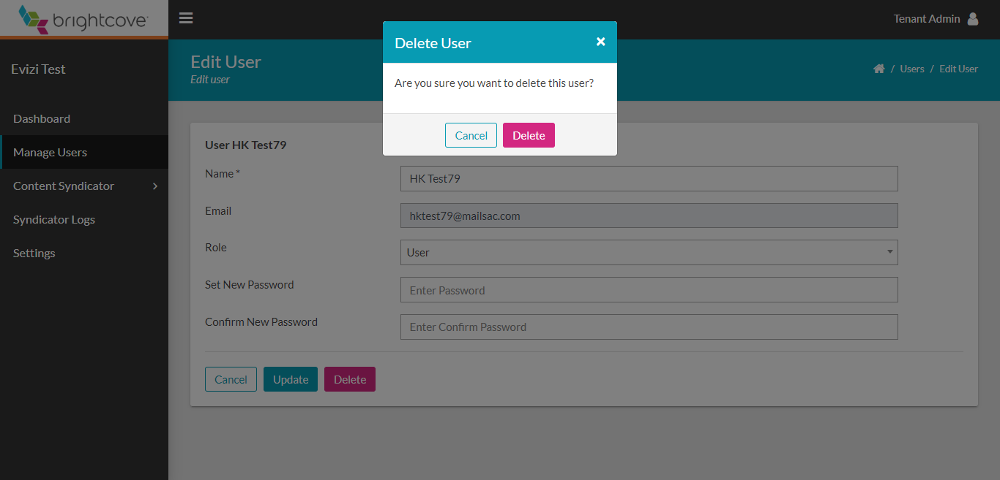 brightcove
Tenant Admin
Evizi Test
Dashboard
Manage Users
Content Syndicator
Syndicator Logs
Settings
Edit User
Edit user
/ Users / Edit User
Delete User
Are you sure you want to delete this user?
Cancel Delete
User HK Test79
Name * HK Test79
Email hktest79@mailsac.com
Role User
Set New Password Enter Password
Confirm New Password Enter Confirm Password
Cancel Update Delete